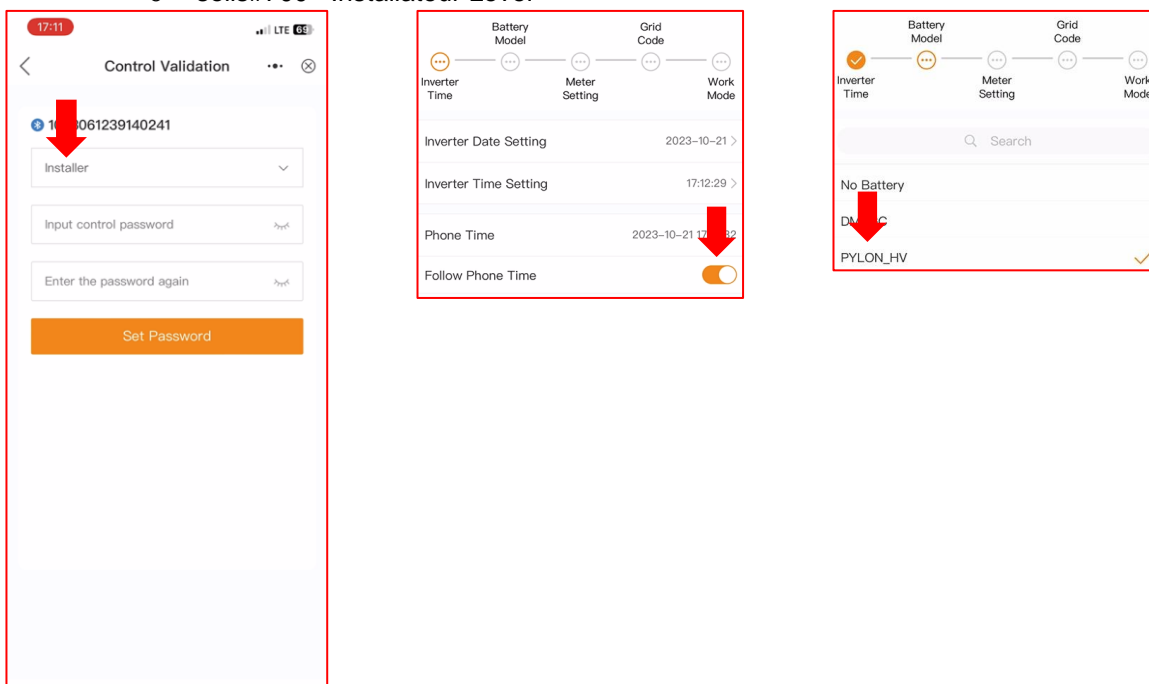 17:11
LTE 69
Control Validation
061239140241
Installer
Input control password
Enter the password again
Set Password
Battery
Model
Grid
Code
Inverter
Time
Meter
Setting
Work
Mode
Inverter Date Setting 2023-10-21
Inverter Time Setting 17:12:29
Phone Time 2023-10-21 17
Follow Phone Time
Battery
Model
Grid
Code
Inverter
Time
Meter
Setting
Work
Mode
Search
No Battery
PYLON_HV